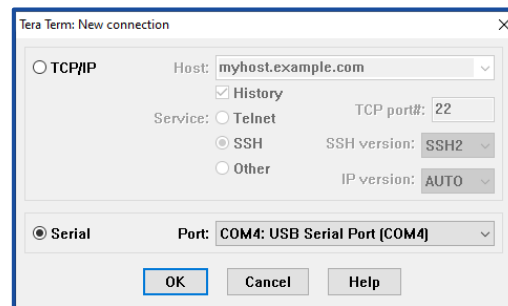 Tera Term: New connection
TCP/IP Host: myhost.example.com
History
Service: Telnet TCP port#: 22
SSH SSH version: SSH2
Other IP version: AUTO
Serial Port: COM4: USB Serial Port (COM4)
OK Cancel Help